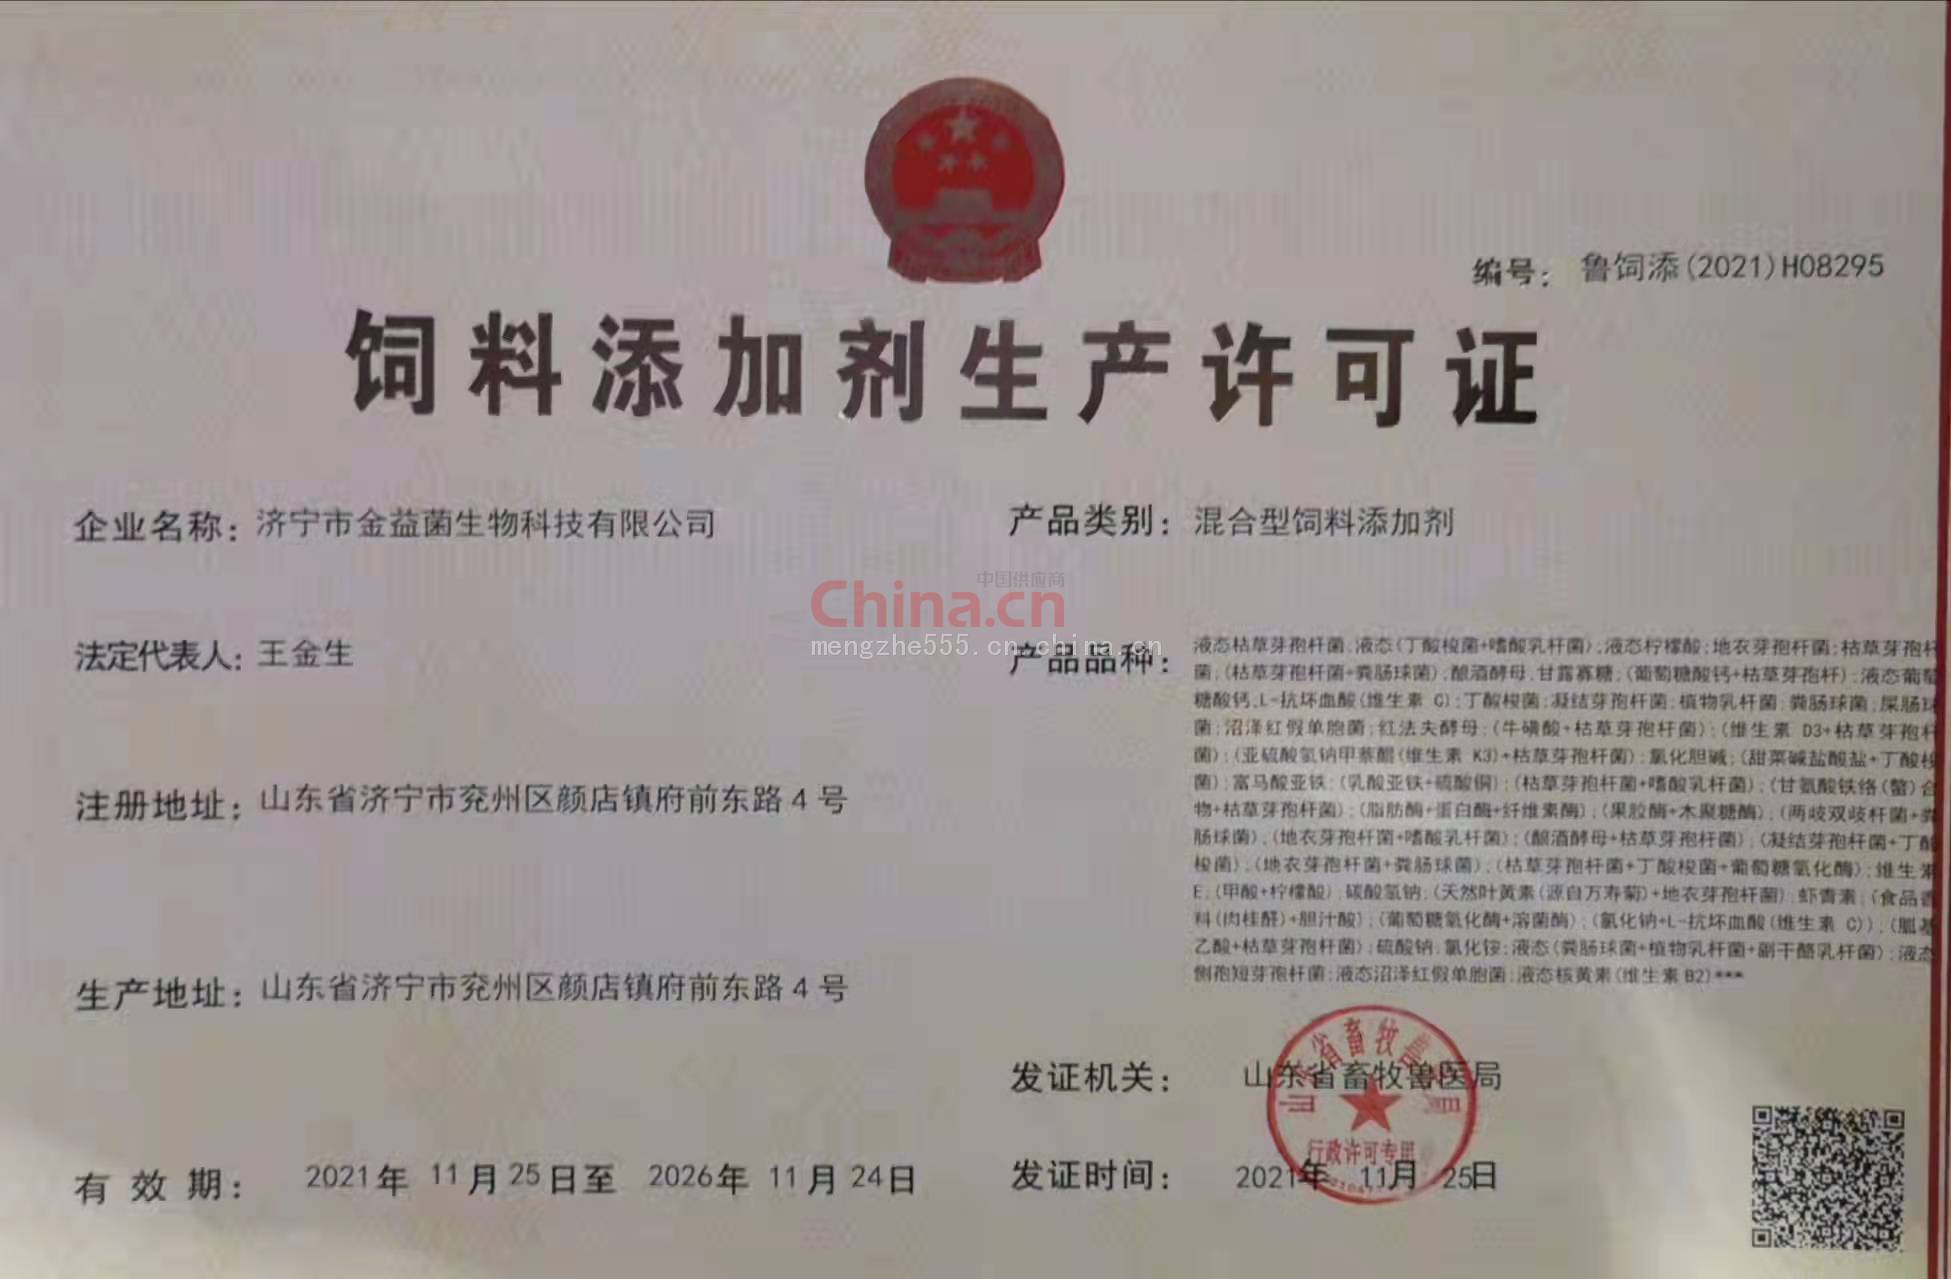 编号：鲁饲添(2021)H08295
饲料添加剂生产许可证
企业名称：济宁市金益菌生物科技有限公司
产品类别：混合型饲料添加剂
中国供应商
China.cn
mengzhe555.cn.china.cn
法定代表人：王金生
产品品种：
液态枯草芽孢杆菌;液态(丁酸梭菌+嗜酸乳杆菌);液态柠檬酸;地衣芽孢杆菌;枯草芽孢杆
菌;(枯草芽孢杆菌+粪肠球菌);酿酒酵母;甘露寡糖;(葡萄糖酸钙+枯草芽孢杆);液态葡萄
糖酸钙;L-抗坏血酸(维生素 C);丁酸梭菌;凝结芽孢杆菌;植物乳杆菌;粪肠球菌;屎肠球
菌;沼泽红假单胞菌;红法夫酵母;(牛磺酸+枯草芽孢杆菌);(维生素 D3+枯草芽孢杆
菌);(亚硫酸氢钠甲萘醌(维生素 K3)+枯草芽孢杆菌);氯化胆碱;(甜菜碱盐酸盐+丁酸梭
菌);富马酸亚铁;(乳酸亚铁+硫酸铜);(枯草芽孢杆菌+嗜酸乳杆菌);(甘氨酸铁络(螯)合
物+枯草芽孢杆菌);(脂肪酶+蛋白酶+纤维素酶);(果胶酶+木聚糖酶);(两歧双歧杆菌+粪
肠球菌);(地衣芽孢杆菌+嗜酸乳杆菌);(酿酒酵母+枯草芽孢杆菌);(凝结芽孢杆菌+丁酸
梭菌);(地衣芽孢杆菌+粪肠球菌);(枯草芽孢杆菌+丁酸梭菌+葡萄糖氧化酶);维生素
E;(甲酸+柠檬酸);碳酸氢钠;(天然叶黄素(源自万寿菊)+地衣芽孢杆菌);虾青素;(食品香
料(肉桂醛)+胆汁酸);(葡萄糖氧化酶+溶菌酶);(氯化钠+L-抗坏血酸(维生素 C));(胍基
乙酸+枯草芽孢杆菌);硫酸钠;氯化铵;液态(粪肠球菌+植物乳杆菌+副干酪乳杆菌);液态
侧孢短芽孢杆菌;液态沼泽红假单胞菌;液态核黄素(维生素B2)***
注册地址：山东省济宁市兖州区颜店镇府前东路4号
生产地址：山东省济宁市兖州区颜店镇府前东路4号
发证机关：山东省畜牧兽医局
山东省畜牧兽医局
行政许可专用
有效期：2021年11月25日至2026年11月24日
发证时间：2021年11月25日